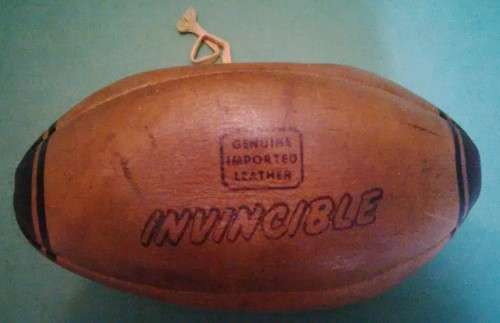 GENUINE
IMPORTED
LEATHER
INVINCIBLE